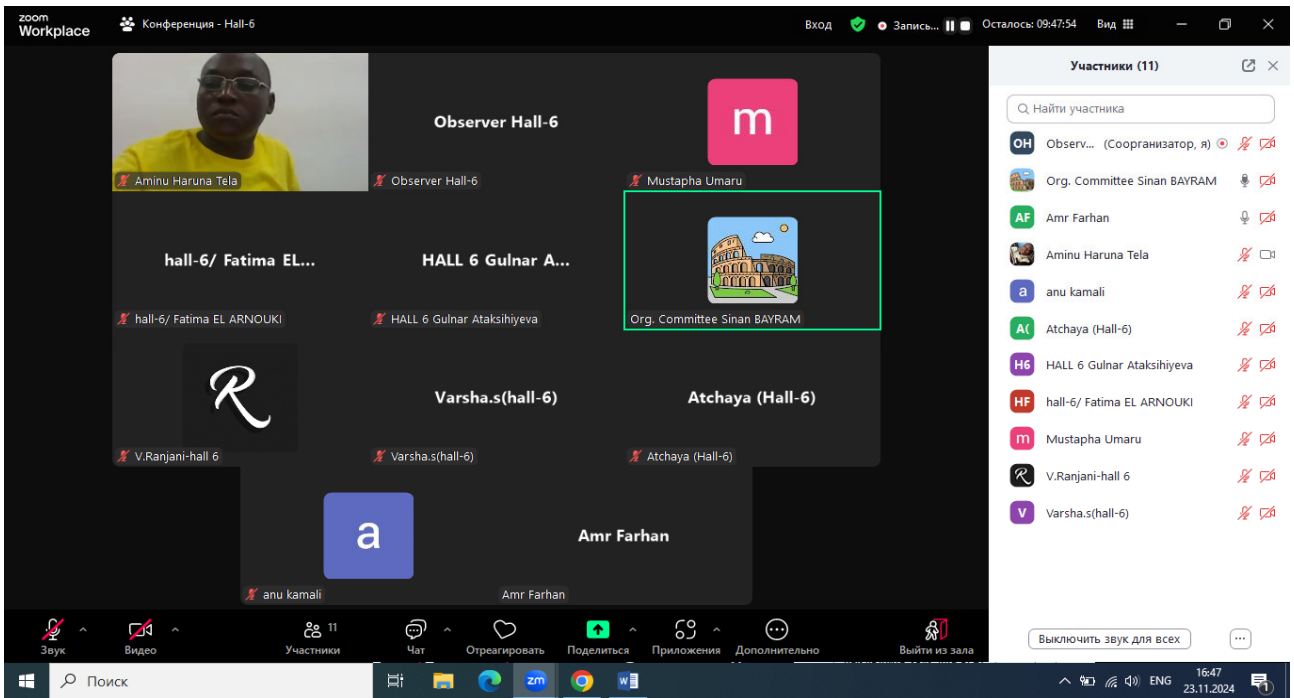 zoom
Workplace
Конференция - Hall-6
Вход
Запись...
Осталось: 09:47:54
Вид
Aminu Haruna Tela
Observer Hall-6
Observer Hall-6
m
Mustapha Umaru
hall-6/ Fatima EL...
hall-6/ Fatima EL ARNOUKI
HALL 6 Gulnar A...
HALL 6 Gulnar Ataksihiyeva
Org. Committee Sinan BAYRAM
R
V.Ranjani-hall 6
Varsha.s(hall-6)
Varsha.s(hall-6)
Atchaya (Hall-6)
Atchaya (Hall-6)
a
anu kamali
Amr Farhan
Amr Farhan
Участники (11)
Найти участника
OH Observ... (Соорганизатор, я)
Org. Committee Sinan BAYRAM
AF Amr Farhan
Aminu Haruna Tela
a anu kamali
A( Atchaya (Hall-6)
H6 HALL 6 Gulnar Ataksihiyeva
HF hall-6/ Fatima EL ARNOUKI
m Mustapha Umaru
R V.Ranjani-hall 6
V Varsha.s(hall-6)
Выключить звук для всех
Звук
Видео
11
Участники
Чат
Отреагировать
Поделиться
Приложения
Дополнительно
Выйти из зала
Поиск
zm
W
ENG
16:47
23.11.2024
1